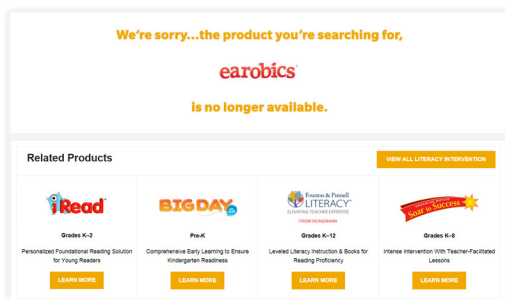 We're sorry...the product you're searching for,
earobics
is no longer available.
Related Products
VIEW ALL LITERACY INTERVENTION
iRead
Grades K–2
Personalized Foundational Reading Solution
for Young Readers
LEARN MORE
BIG DAY
Pre-K
Comprehensive Early Learning to Ensure
Kindergarten Readiness
LEARN MORE
Fountas & Pinnell
LITERACY
ELEVATING TEACHER EXPERTISE
FROM HEINEMANN
Grades K–12
Leveled Literacy Instruction & Books for
Reading Proficiency
LEARN MORE
Soar to Success
Grades K–8
Intense Intervention With Teacher-Facilitated
Lessons
LEARN MORE